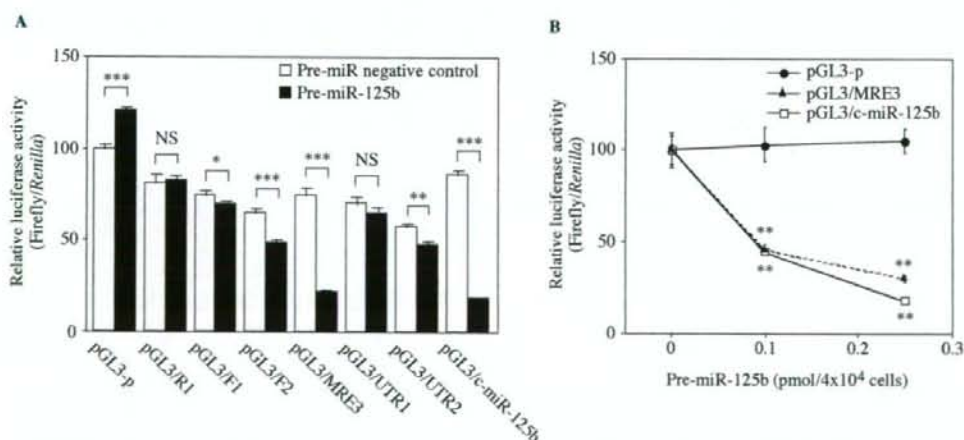 A
150
100
50
0
Relative luciferase activity
(Firefly/Renilla)
Pre-miR negative control
Pre-miR-125b
***
NS
*
***
***
NS
**
***
pGL3-p
pGL3/R1
pGL3/F1
pGL3/F2
pGL3/MRE3
pGL3/UTR1
pGL3/UTR2
pGL3/c-miR-125b
B
150
100
50
0
Relative luciferase activity
(Firefly/Renilla)
pGL3-p
pGL3/MRE3
pGL3/c-miR-125b
**
**
**
**
0
0.1
0.2
0.3
Pre-miR-125b (pmol/4x10⁴ cells)